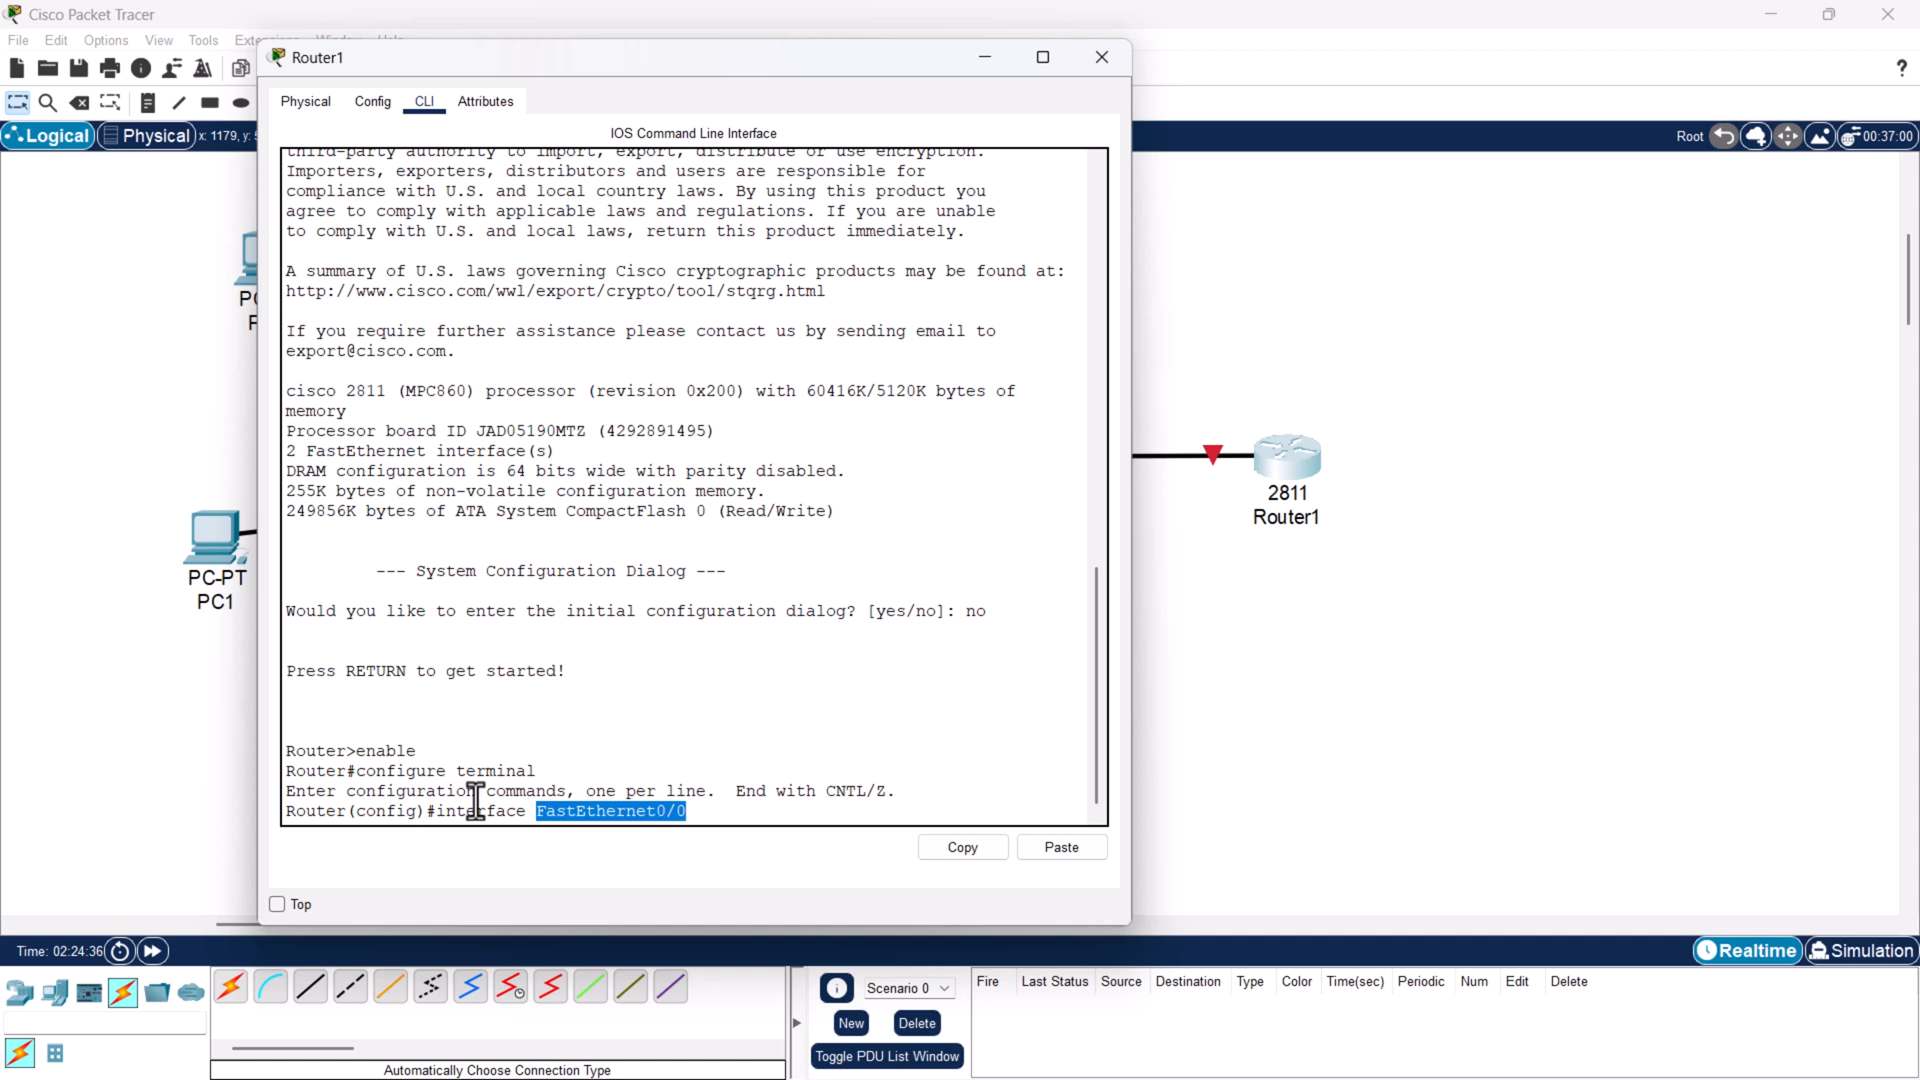 Cisco Packet Tracer
File Edit Options View Tools
Router1
Physical Config CLI Attributes
IOS Command Line Interface
Logical Physical x: 1179, y:
Root 00:37:00
third-party authority to import, export, distribute or use encryption.
Importers, exporters, distributors and users are responsible for
compliance with U.S. and local country laws. By using this product you
agree to comply with applicable laws and regulations. If you are unable
to comply with U.S. and local laws, return this product immediately.
A summary of U.S. laws governing Cisco cryptographic products may be found at:
http://www.cisco.com/wwl/export/crypto/tool/stqrg.html
If you require further assistance please contact us by sending email to
export@cisco.com.
cisco 2811 (MPC860) processor (revision 0x200) with 60416K/5120K bytes of
memory
Processor board ID JAD05190MTZ (4292891495)
2 FastEthernet interface(s)
DRAM configuration is 64 bits wide with parity disabled.
255K bytes of non-volatile configuration memory.
249856K bytes of ATA System CompactFlash 0 (Read/Write)
--- System Configuration Dialog ---
Would you like to enter the initial configuration dialog? [yes/no]: no
Press RETURN to get started!
Router>enable
Router#configure terminal
Enter configuration commands, one per line. End with CNTL/Z.
Router(config)#interface FastEthernet0/0
Copy Paste
Top
PC-PT
PC1
2811
Router1
Time: 02:24:36
Realtime Simulation
Scenario 0
New Delete
Toggle PDU List Window
Fire Last Status Source Destination Type Color Time(sec) Periodic Num Edit Delete
Automatically Choose Connection Type